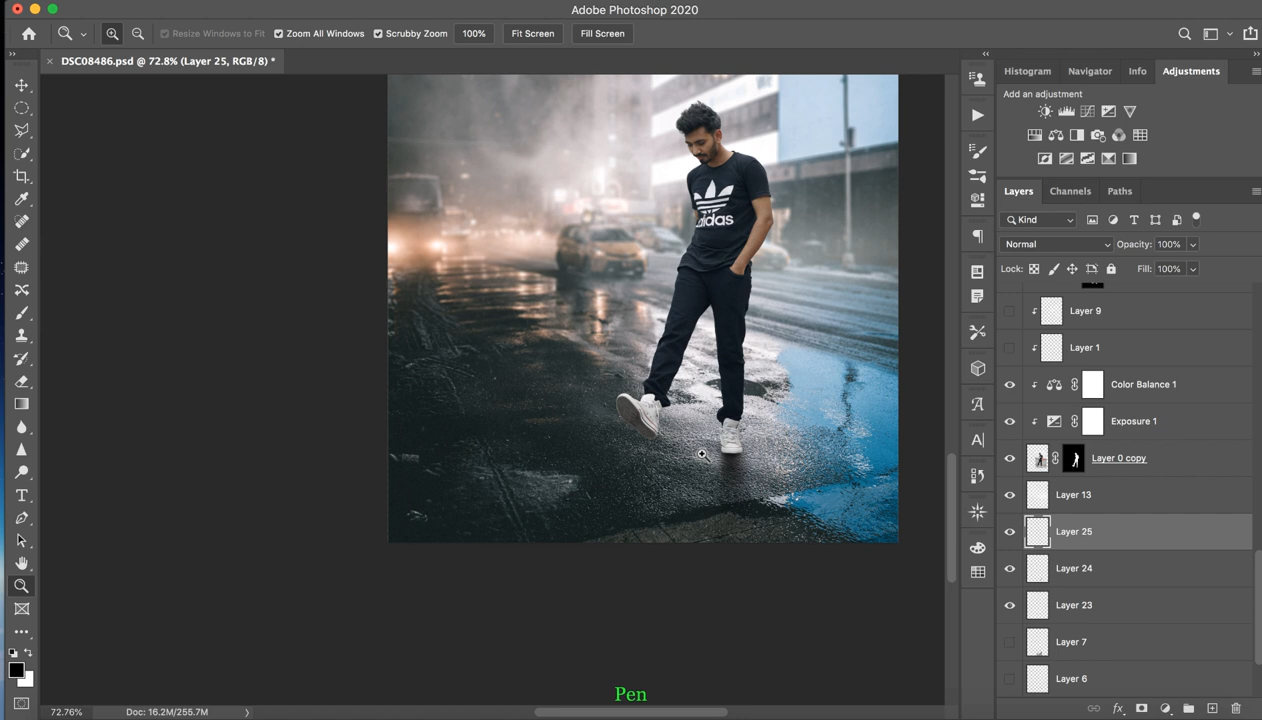 Adobe Photoshop 2020
Resize Windows to Fit
Zoom All Windows
Scrubby Zoom
100%
Fit Screen
Fill Screen
DSC08486.psd @ 72.8% (Layer 25, RGB/8) *
Histogram
Navigator
Info
Adjustments
Add an adjustment
Layers
Channels
Paths
Kind
Normal
Opacity: 100%
Lock:
Fill: 100%
Layer 9
Layer 1
Color Balance 1
Exposure 1
Layer 0 copy
Layer 13
Layer 25
Layer 24
Layer 23
Layer 7
Layer 6
adidas
Pen
72.76%
Doc: 16.2M/255.7M